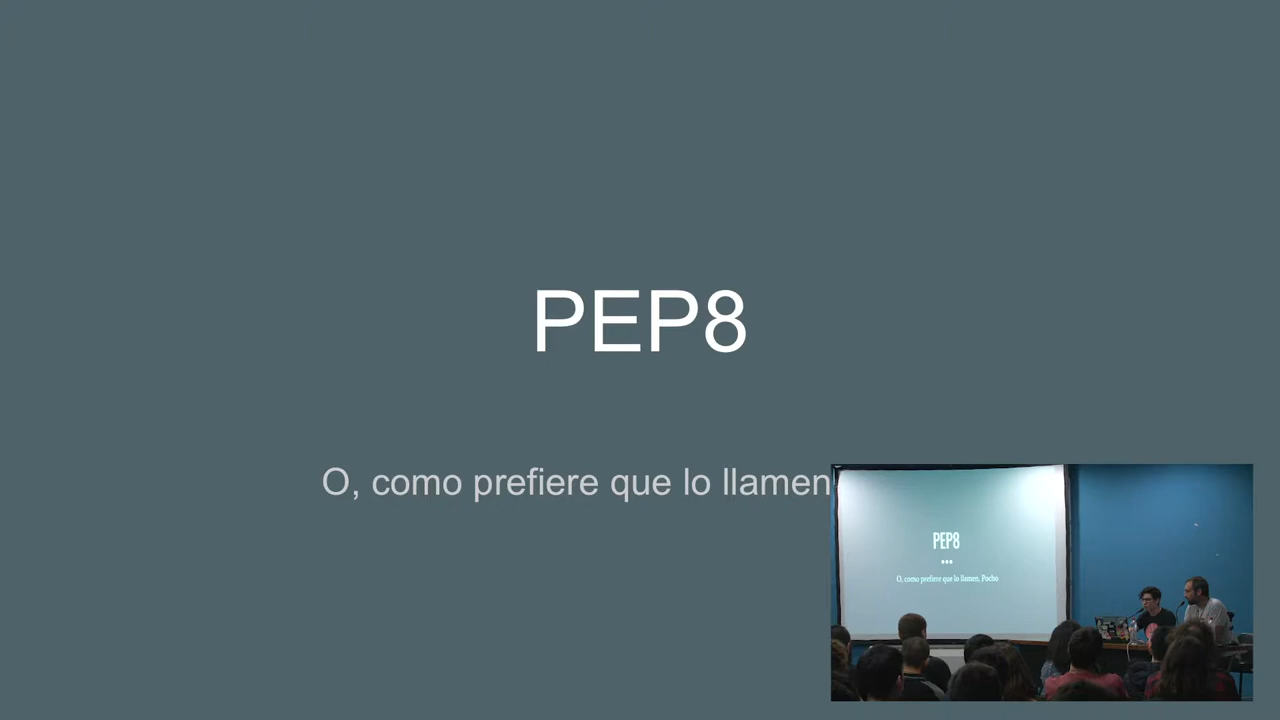 PEP8
O, como prefiere que lo llamen
PEP8
O, como prefiere que lo llamen, Pocho